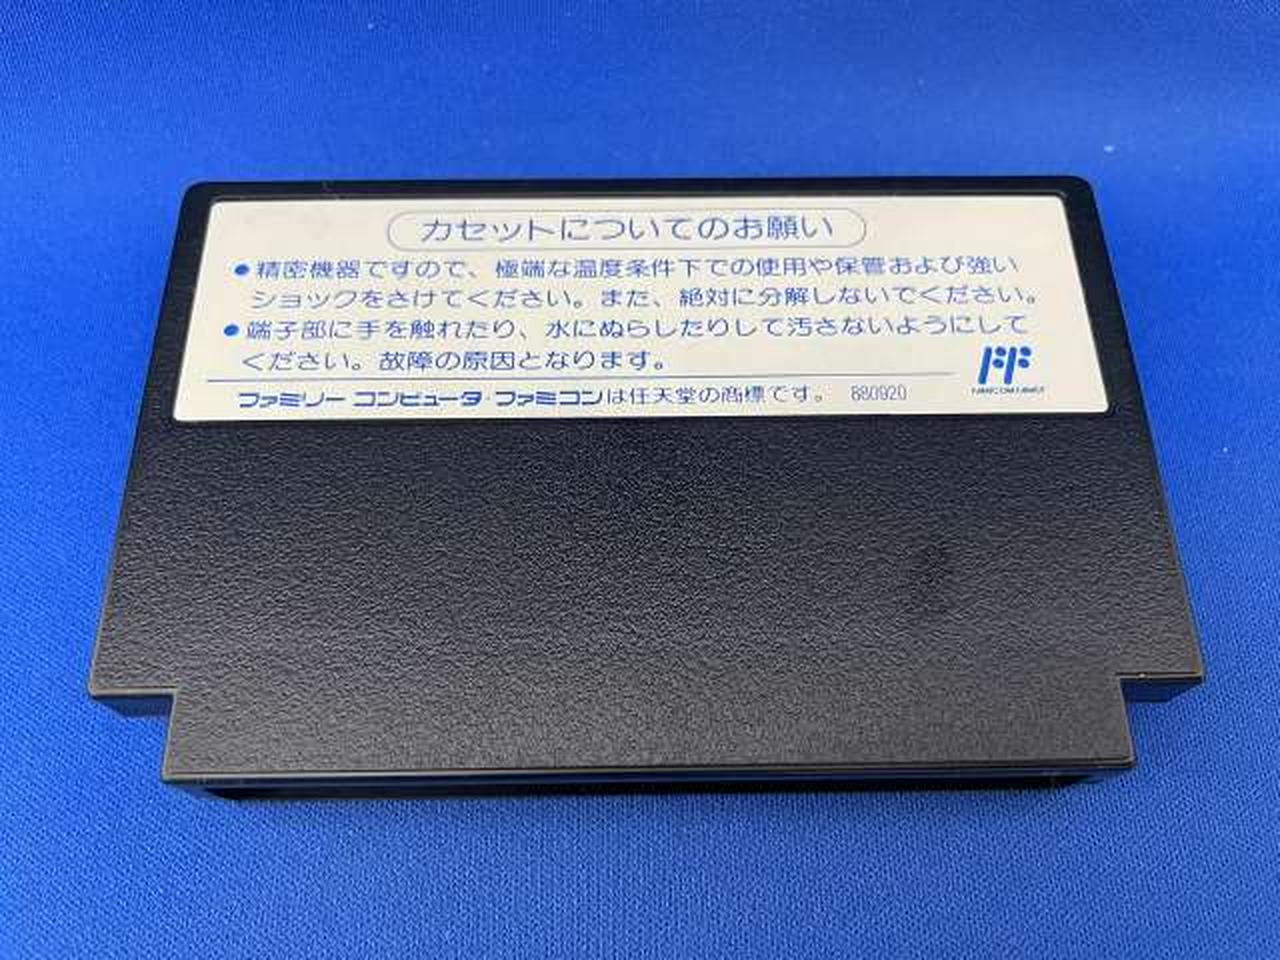 カセットについてのお願い
●精密機器ですので、極端な温度条件下での使用や保管および強い
ショックをさけてください。また、絶対に分解しないでください。
●端子部に手を触れたり、水にぬらしたりして汚さないようにして
ください。故障の原因となります。
ファミリー コンピュータ・ファミコンは任天堂の商標です。 880920
FF
FAMICOM FAMILY